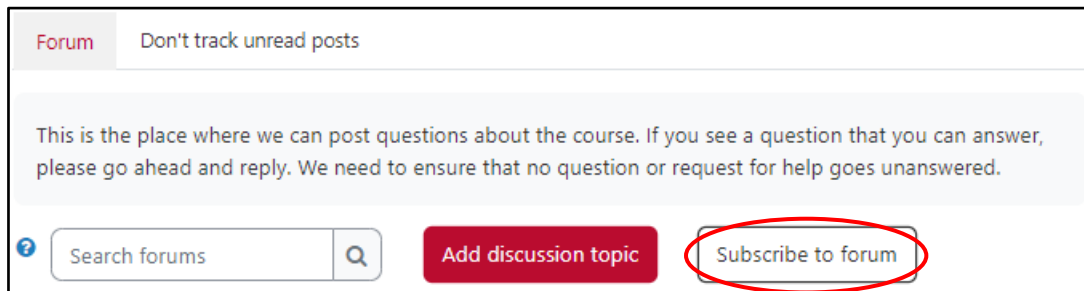 Forum Don't track unread posts
This is the place where we can post questions about the course. If you see a question that you can answer,
please go ahead and reply. We need to ensure that no question or request for help goes unanswered.
? Search forums Add discussion topic Subscribe to forum